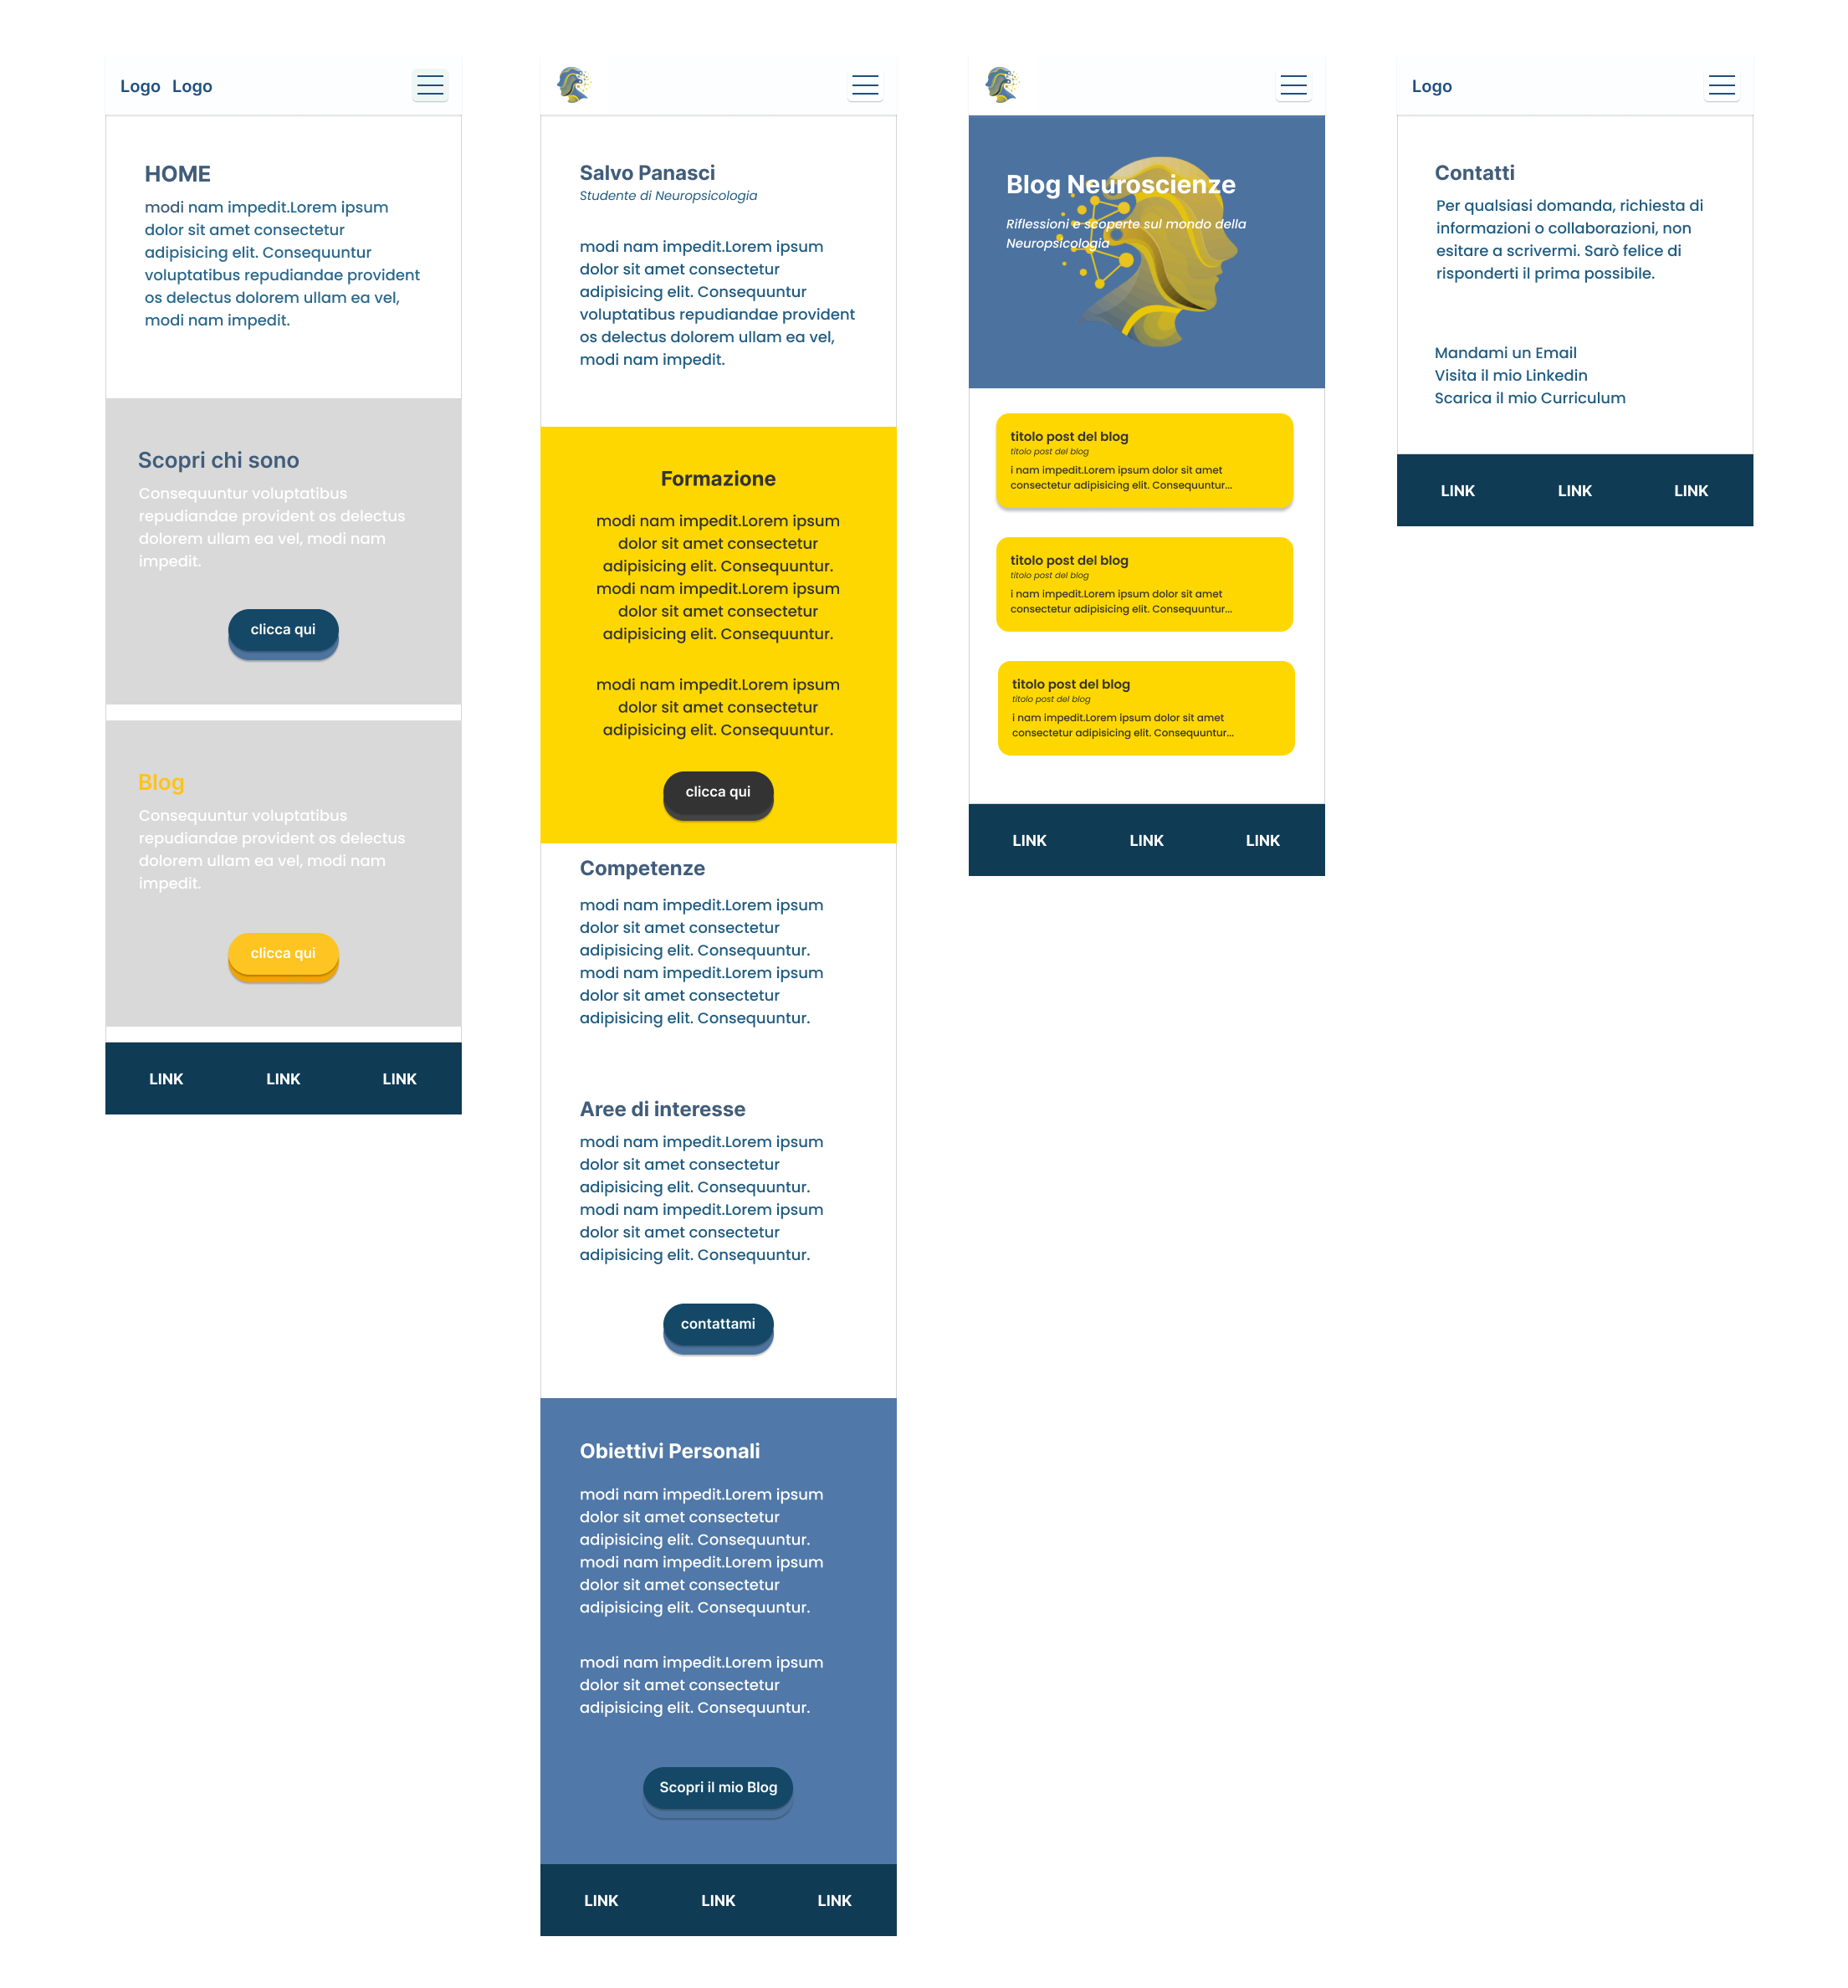 Logo Logo
HOME
modi nam impedit.Lorem ipsum
dolor sit amet consectetur
adipisicing elit. Consequuntur
voluptatibus repudiandae provident
os delectus dolorem ullam ea vel,
modi nam impedit.
Scopri chi sono
Consequuntur voluptatibus
repudiandae provident os delectus
dolorem ullam ea vel, modi nam
impedit.
clicca qui
Blog
Consequuntur voluptatibus
repudiandae provident os delectus
dolorem ullam ea vel, modi nam
impedit.
clicca qui
LINK LINK LINK
Salvo Panasci
Studente di Neuropsicologia
modi nam impedit.Lorem ipsum
dolor sit amet consectetur
adipisicing elit. Consequuntur
voluptatibus repudiandae provident
os delectus dolorem ullam ea vel,
modi nam impedit.
Formazione
modi nam impedit.Lorem ipsum
dolor sit amet consectetur
adipisicing elit. Consequuntur.
modi nam impedit.Lorem ipsum
dolor sit amet consectetur
adipisicing elit. Consequuntur.
modi nam impedit.Lorem ipsum
dolor sit amet consectetur
adipisicing elit. Consequuntur.
clicca qui
Competenze
modi nam impedit.Lorem ipsum
dolor sit amet consectetur
adipisicing elit. Consequuntur.
modi nam impedit.Lorem ipsum
dolor sit amet consectetur
adipisicing elit. Consequuntur.
Aree di interesse
modi nam impedit.Lorem ipsum
dolor sit amet consectetur
adipisicing elit. Consequuntur.
modi nam impedit.Lorem ipsum
dolor sit amet consectetur
adipisicing elit. Consequuntur.
contattami
Obiettivi Personali
modi nam impedit.Lorem ipsum
dolor sit amet consectetur
adipisicing elit. Consequuntur.
modi nam impedit.Lorem ipsum
dolor sit amet consectetur
adipisicing elit. Consequuntur.
modi nam impedit.Lorem ipsum
dolor sit amet consectetur
adipisicing elit. Consequuntur.
Scopri il mio Blog
LINK LINK LINK
Blog Neuroscienze
Riflessioni e scoperte sul mondo della
Neuropsicologia
titolo post del blog
titolo post del blog
i nam impedit.Lorem ipsum dolor sit amet
consectetur adipisicing elit. Consequuntur...
titolo post del blog
titolo post del blog
i nam impedit.Lorem ipsum dolor sit amet
consectetur adipisicing elit. Consequuntur...
titolo post del blog
titolo post del blog
i nam impedit.Lorem ipsum dolor sit amet
consectetur adipisicing elit. Consequuntur...
LINK LINK LINK
Logo
Contatti
Per qualsiasi domanda, richiesta di
informazioni o collaborazioni, non
esitare a scrivermi. Sarò felice di
risponderti il prima possibile.
Mandami un Email
Visita il mio Linkedin
Scarica il mio Curriculum
LINK LINK LINK